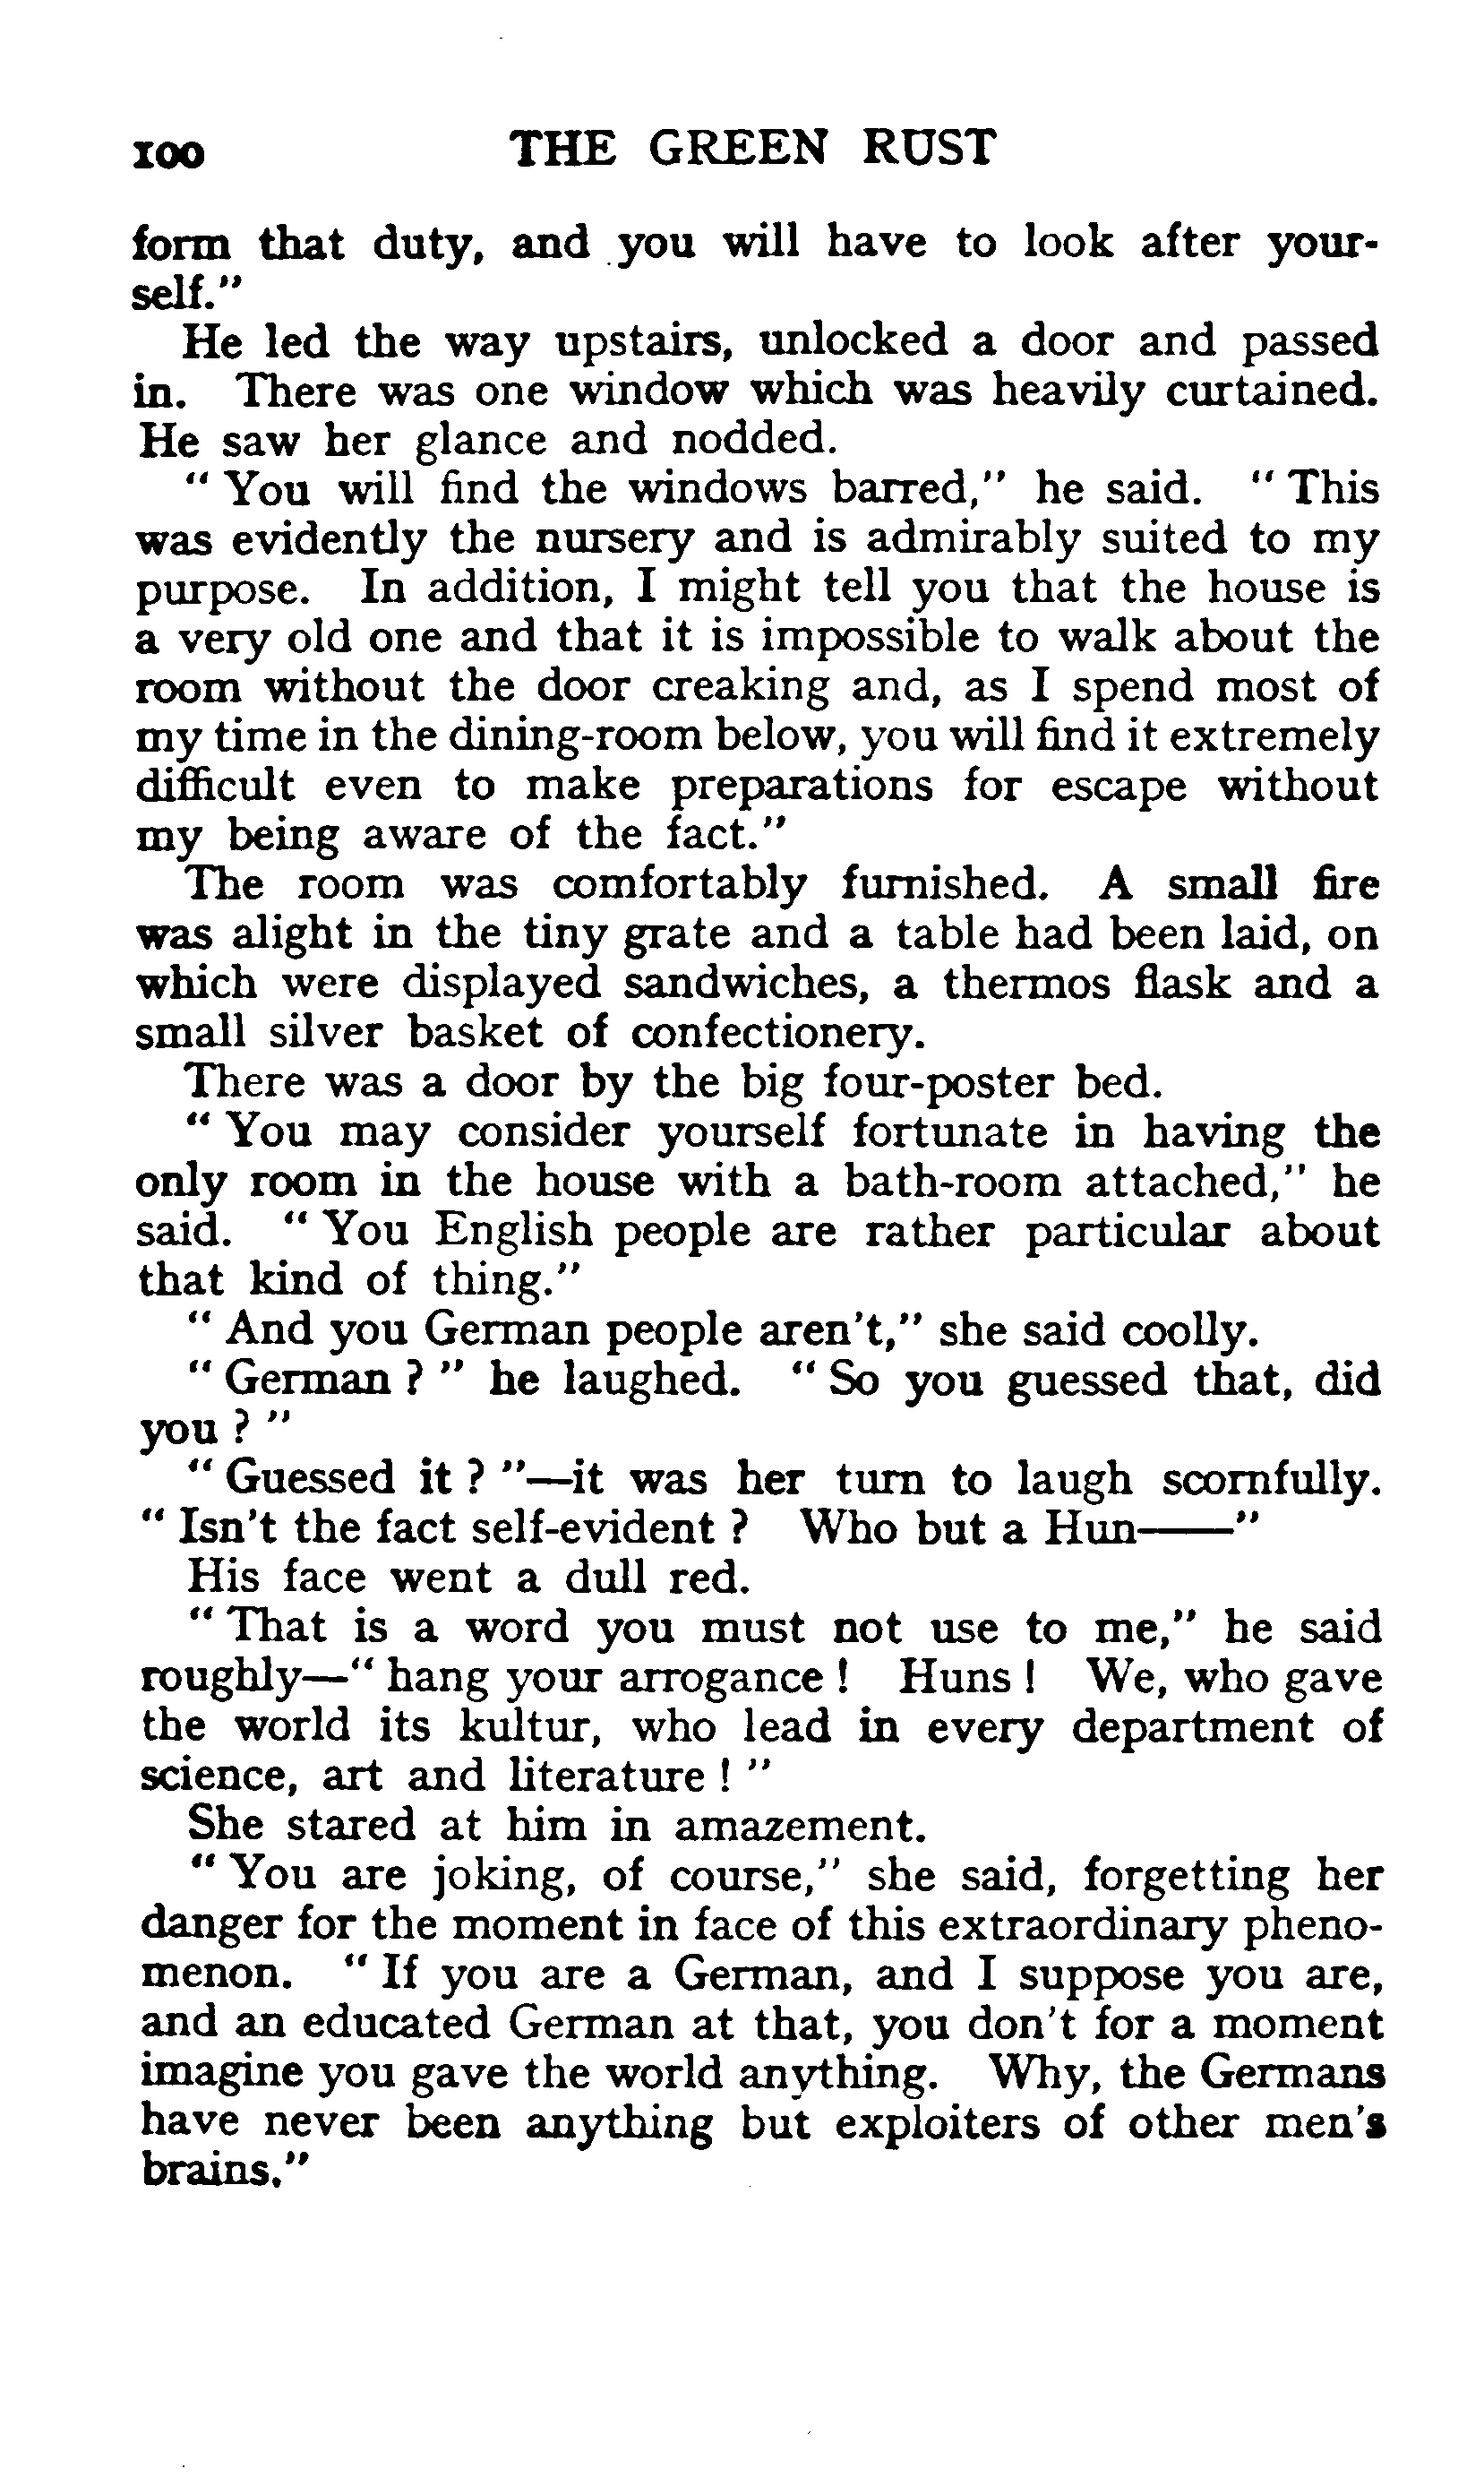 100 THE GREEN RUST
form that duty, and you will have to look after your-
self."
He led the way upstairs, unlocked a door and passed
in. There was one window which was heavily curtained.
He saw her glance and nodded.
" You will find the windows barred," he said. " This
was evidently the nursery and is admirably suited to my
purpose. In addition, I might tell you that the house is
a very old one and that it is impossible to walk about the
room without the door creaking and, as I spend most of
my time in the dining-room below, you will find it extremely
difficult even to make preparations for escape without
my being aware of the fact."
The room was comfortably furnished. A small fire
was alight in the tiny grate and a table had been laid, on
which were displayed sandwiches, a thermos flask and a
small silver basket of confectionery.
There was a door by the big four-poster bed.
" You may consider yourself fortunate in having the
only room in the house with a bath-room attached," he
said. " You English people are rather particular about
that kind of thing."
" And you German people aren't," she said coolly.
" German ? " he laughed. " So you guessed that, did
you ? "
" Guessed it ? "—it was her turn to laugh scornfully.
" Isn't the fact self-evident ? Who but a Hun——"
His face went a dull red.
" That is a word you must not use to me," he said
roughly—" hang your arrogance ! Huns ! We, who gave
the world its kultur, who lead in every department of
science, art and literature ! "
She stared at him in amazement.
" You are joking, of course," she said, forgetting her
danger for the moment in face of this extraordinary pheno-
menon. " If you are a German, and I suppose you are,
and an educated German at that, you don't for a moment
imagine you gave the world anything. Why, the Germans
have never been anything but exploiters of other men's
brains."